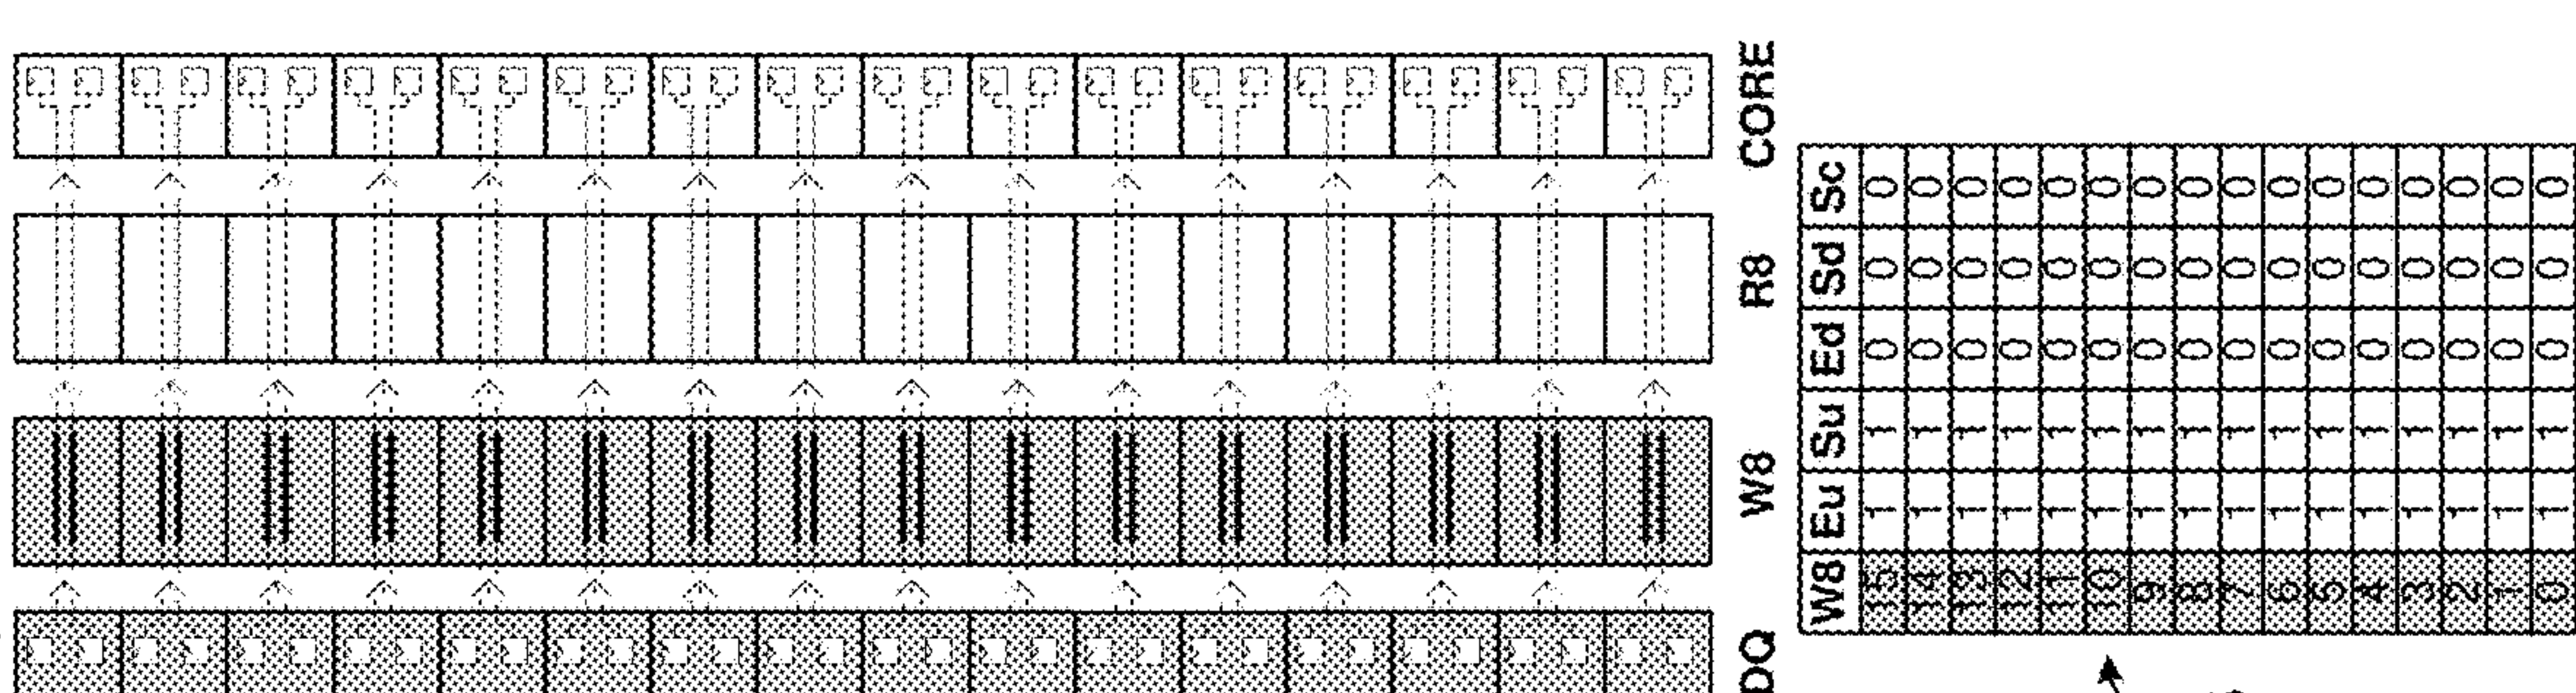 CORE
R8
W8
DQ
W8 Eu Su Ed Sd Sc
15 1 1 0 0 0
14 1 1 0 0 0
13 1 1 0 0 0
12 1 1 0 0 0
11 1 1 0 0 0
10 1 1 0 0 0
9 1 1 0 0 0
8 1 1 0 0 0
7 1 1 0 0 0
6 1 1 0 0 0
5 1 1 0 0 0
4 1 1 0 0 0
3 1 1 0 0 0
2 1 1 0 0 0
1 1 1 0 0 0
0 1 1 0 0 0